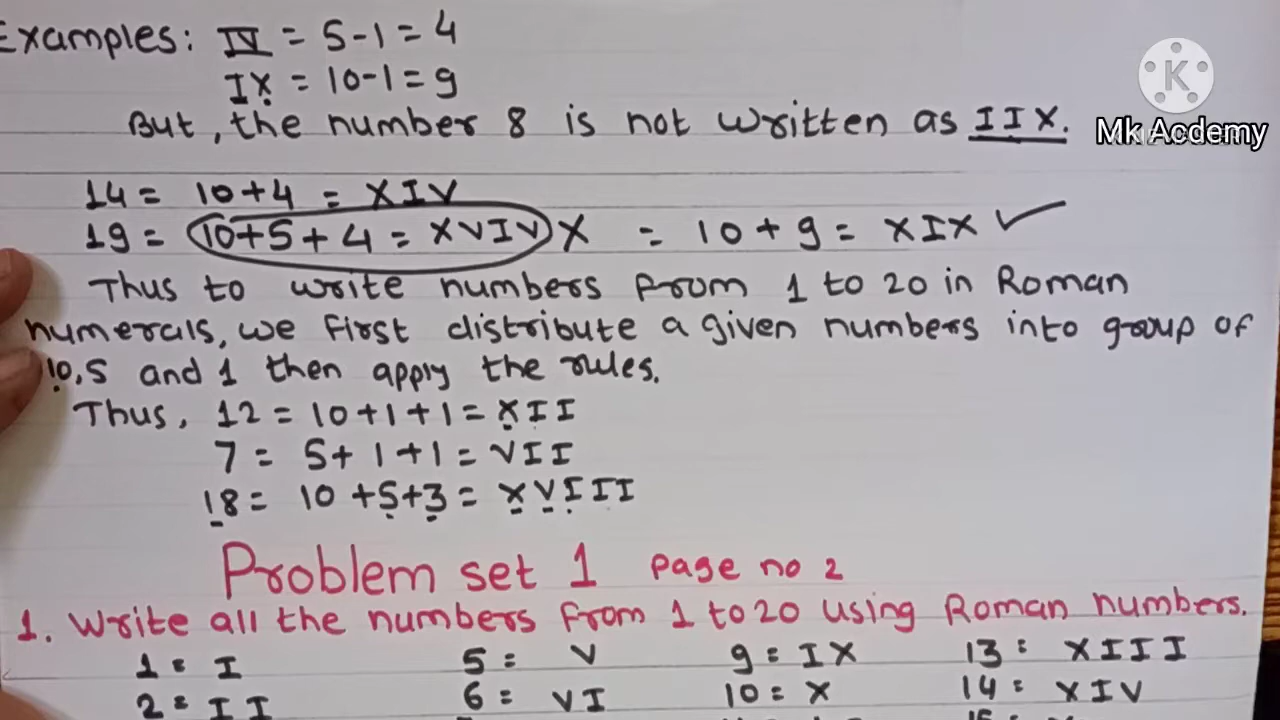 Examples: IV = 5-1 = 4
IX = 10-1 = 9
But, the number 8 is not written as IIX.
K
Mk Acdemy
14 = 10+4 = XIV
19 = 10+5+4 = XVIV X = 10+9 = XIX ✓
Thus to write numbers from 1 to 20 in Roman
numerals, we first distribute a given numbers into group of
10,5 and 1 then apply the rules.
Thus, 12 = 10+1+1 = XII
7 = 5+1+1 = VII
18 = 10+5+3 = XVIII
Problem set 1 page no 2
1. Write all the numbers from 1 to 20 using Roman numbers.
1 = I 5 = V 9 = IX 13 = XIII
2 = II 6 = VI 10 = X 14 = XIV